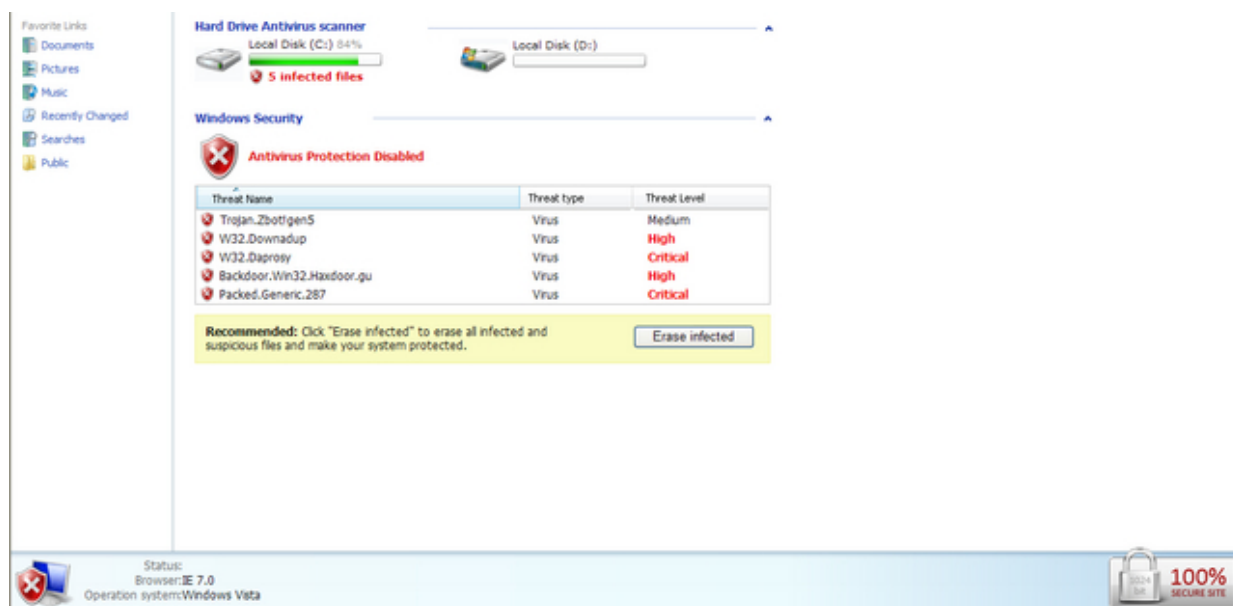 Favorite Links
Documents
Pictures
Music
Recently Changed
Searches
Public
Hard Drive Antivirus scanner
Local Disk (C:) 84%
5 infected files
Local Disk (D:)
Windows Security
Antivirus Protection Disabled
Threat Name Threat type Threat Level
Trojan.Zbot!gen5 Virus Medium
W32.Downadup Virus High
W32.Daprosy Virus Critical
Backdoor.Win32.Haxdoor.gu Virus High
Packed.Generic.287 Virus Critical
Recommended: Click "Erase infected" to erase all infected and
suspicious files and make your system protected.
Erase infected
Status:
Browser:IE 7.0
Operation system:Windows Vista
1024
bit
100%
SECURE SITE